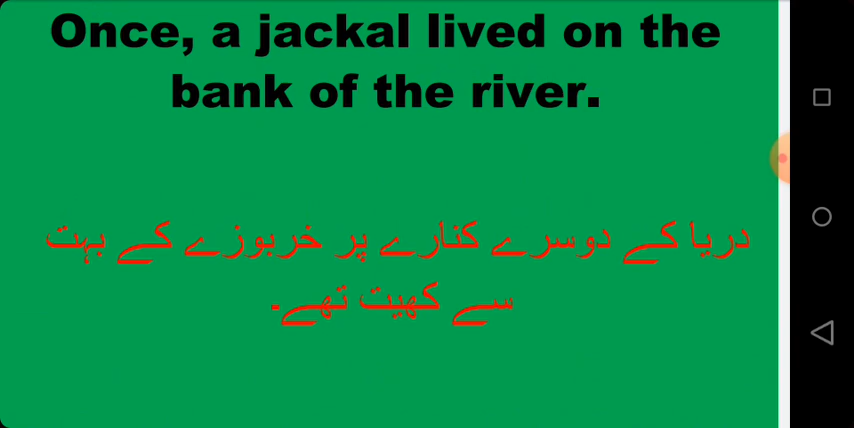 Once, a jackal lived on the
bank of the river.
دریا کے دوسرے کنارے پر خربوزے کے بہت
سے کھیت تھے۔